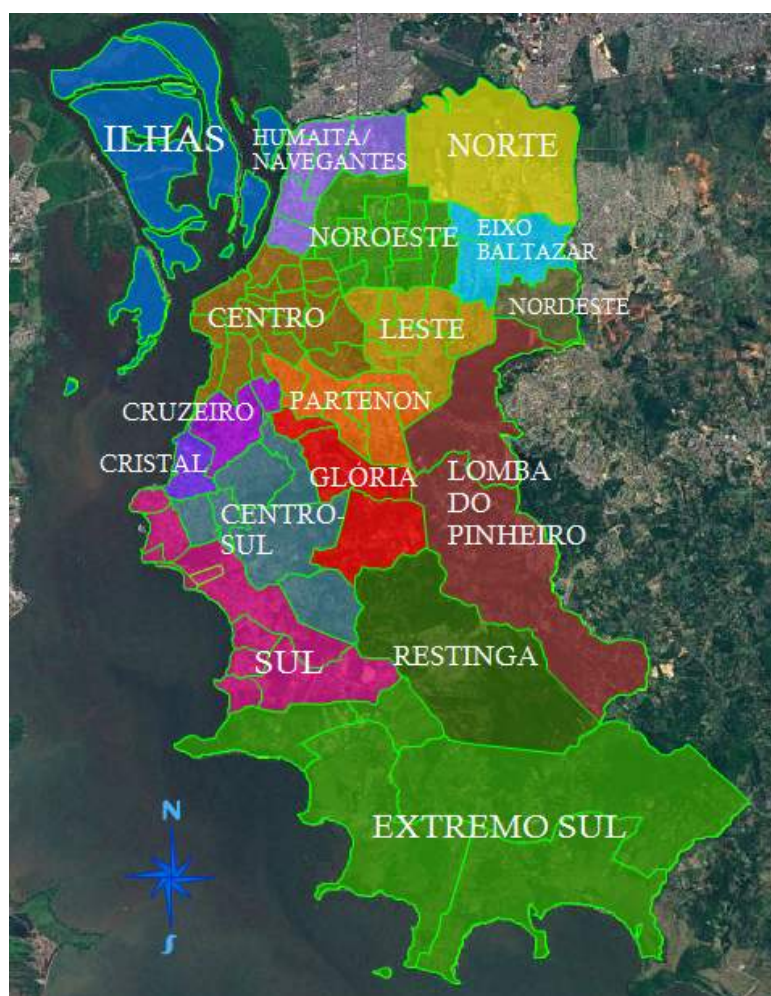 ILHAS
HUMAITÁ/
NAVEGANTES
NORTE
NOROESTE
EIXO
BALTAZAR
NORDESTE
CENTRO
LESTE
CRUZEIRO
PARTENON
CRISTAL
GLÓRIA
LOMBA
DO
PINHEIRO
CENTRO-
SUL
SUL
RESTINGA
EXTREMO SUL
N
S